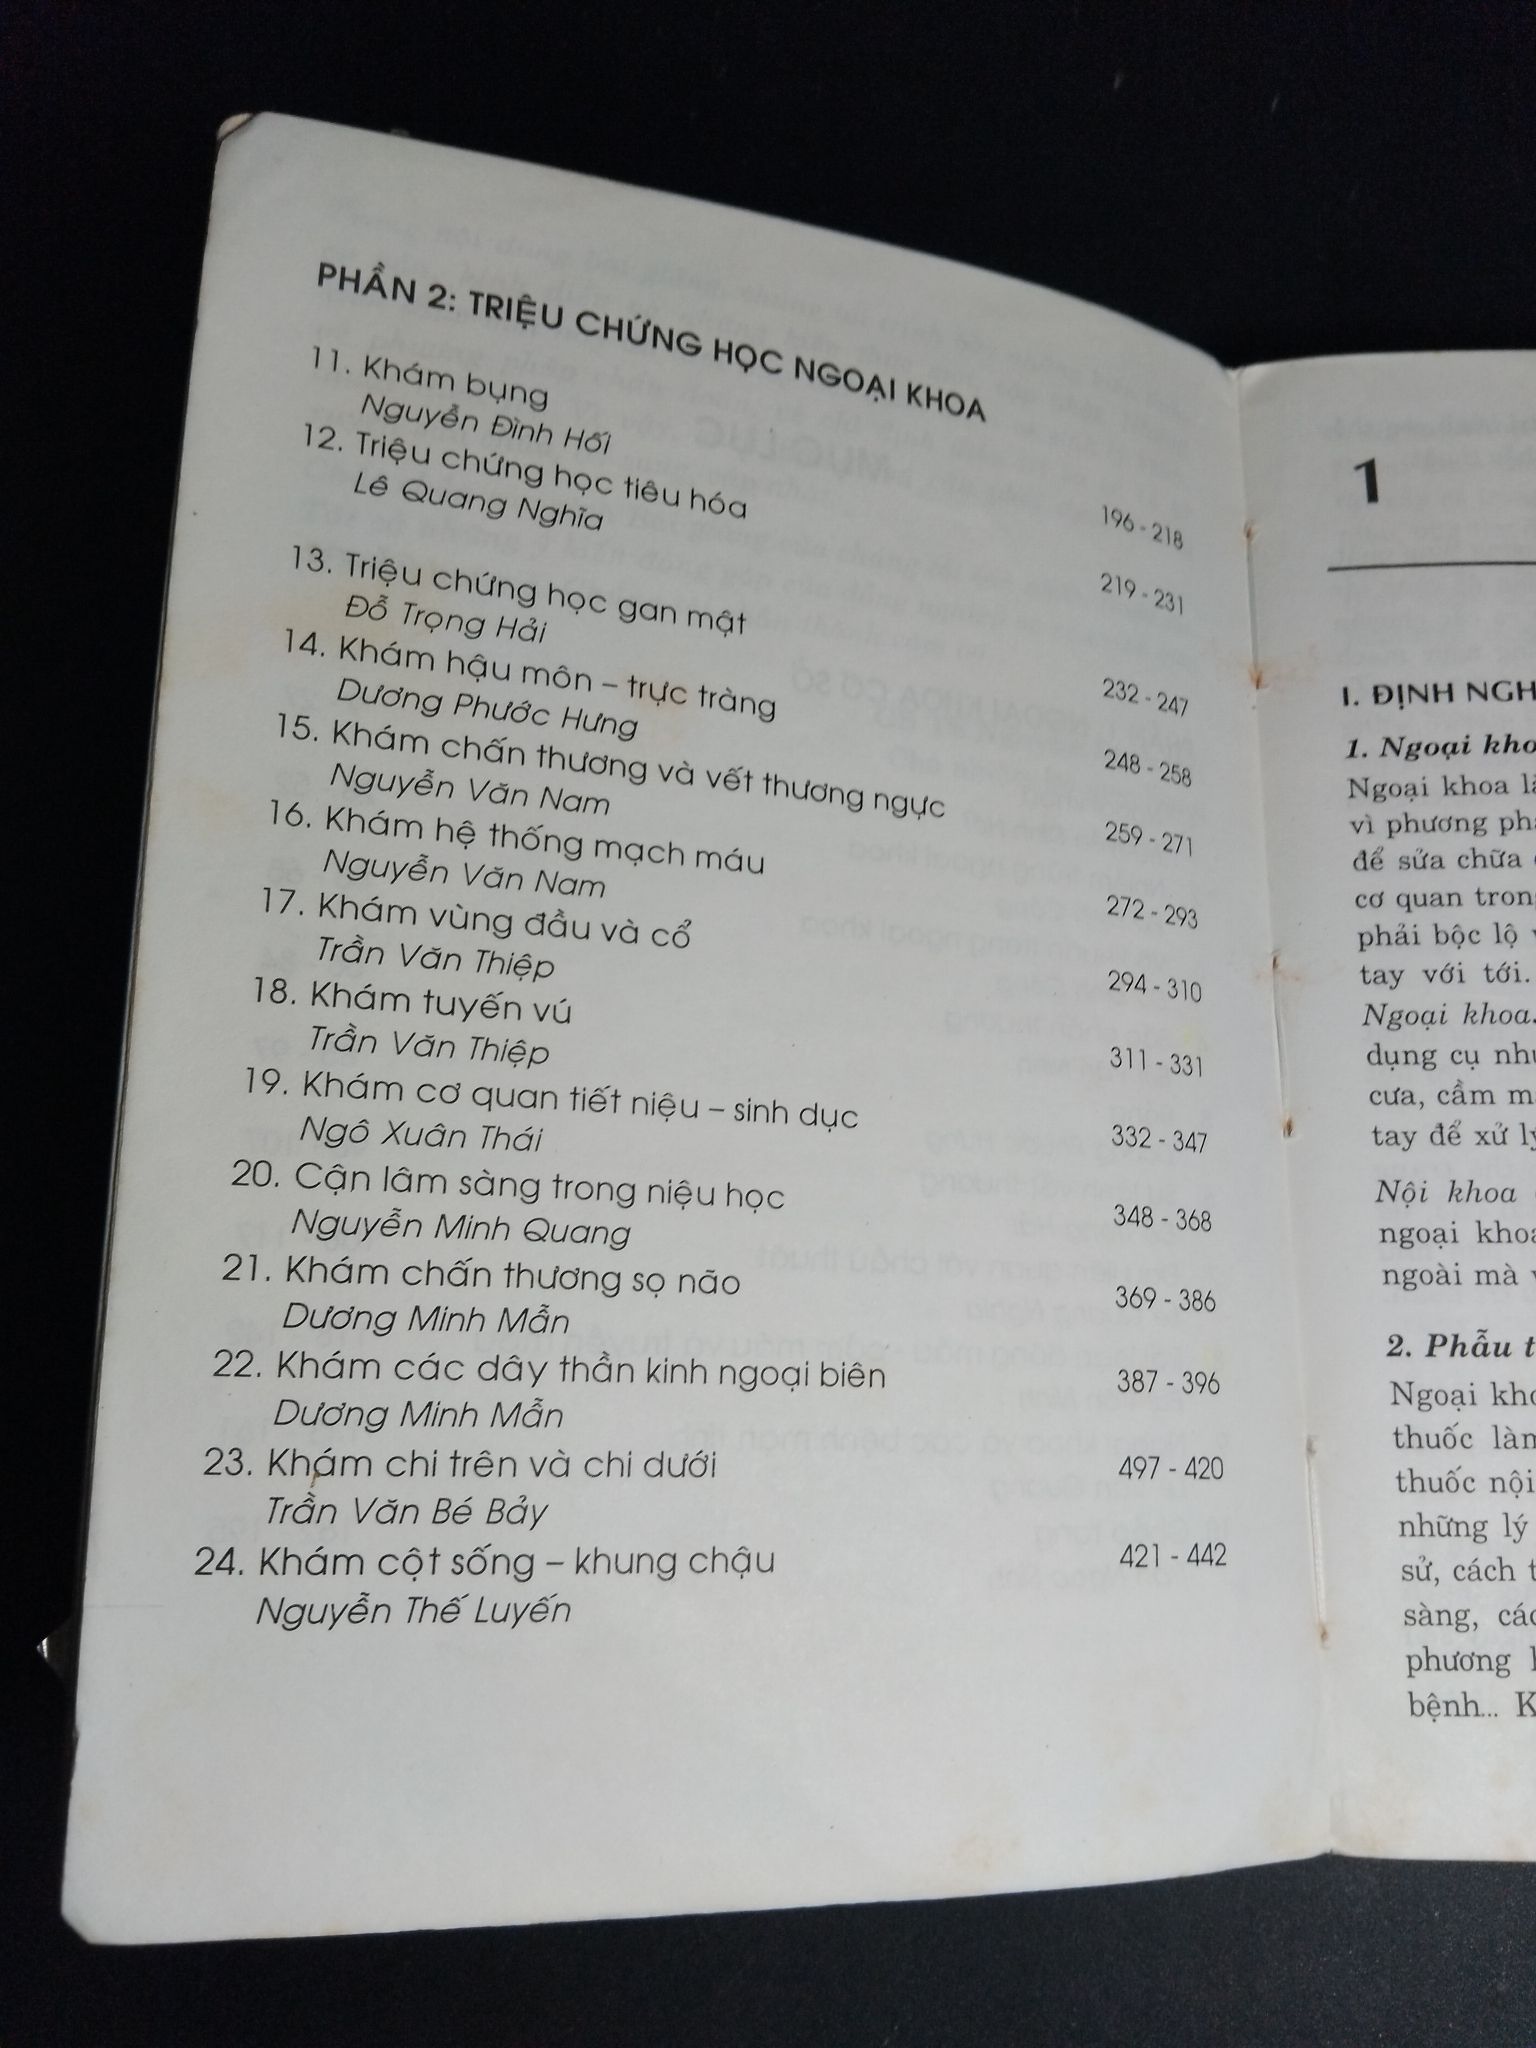 PHẦN 2: TRIỆU CHỨNG HỌC NGOẠI KHOA
11. Khám bụng 196 - 218
Nguyễn Đình Hối
12. Triệu chứng học tiêu hóa 219 - 231
Lê Quang Nghĩa
13. Triệu chứng học gan mật 232 - 247
Đỗ Trọng Hải
14. Khám hậu môn – trực tràng 248 - 258
Dương Phước Hưng
15. Khám chấn thương và vết thương ngực 259 - 271
Nguyễn Văn Nam
16. Khám hệ thống mạch máu 272 - 293
Nguyễn Văn Nam
17. Khám vùng đầu và cổ 294 - 310
Trần Văn Thiệp
18. Khám tuyến vú 311 - 331
Trần Văn Thiệp
19. Khám cơ quan tiết niệu – sinh dục 332 - 347
Ngô Xuân Thái
20. Cận lâm sàng trong niệu học 348 - 368
Nguyễn Minh Quang
21. Khám chấn thương sọ não 369 - 386
Dương Minh Mẫn
22. Khám các dây thần kinh ngoại biên 387 - 396
Dương Minh Mẫn
23. Khám chi trên và chi dưới 497 - 420
Trần Văn Bé Bảy
24. Khám cột sống – khung chậu 421 - 442
Nguyễn Thế Luyến
1
I. ĐỊNH NGH
1. Ngoại kho
Ngoại khoa là
vì phương phá
để sửa chữa
cơ quan tron
phải bộc lộ
tay với tới.
Ngoại khoa.
dụng cụ như
cưa, cầm m
tay để xử lý
Nội khoa
ngoại khoa
ngoài mà
2. Phẫu t
Ngoại kho
thuốc làm
thuốc nội
những lý
sử, cách t
sàng, các
phương
bệnh... K